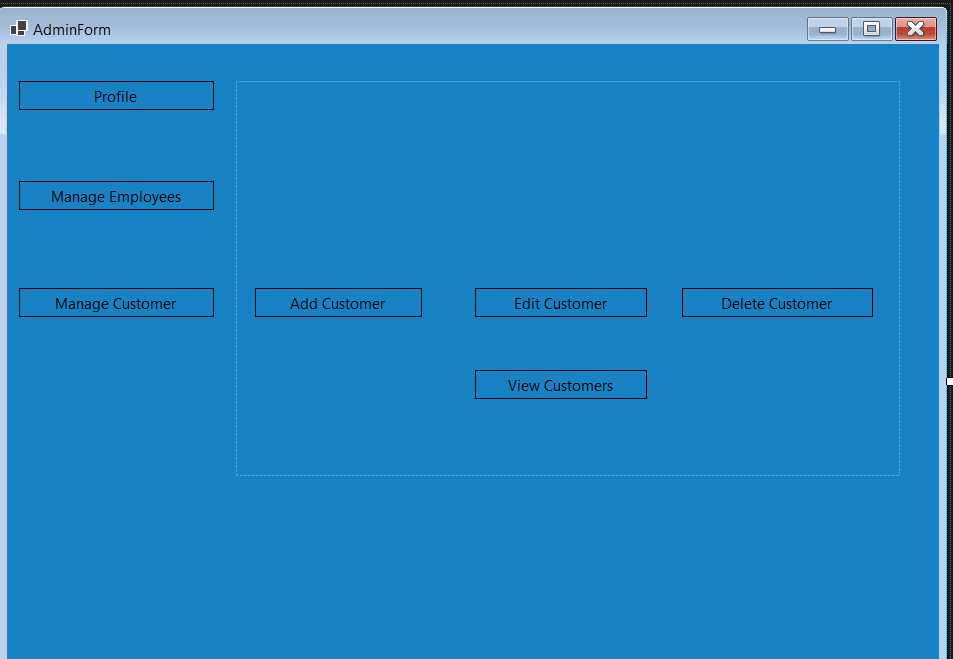 AdminForm
Profile
Manage Employees
Manage Customer
Add Customer
Edit Customer
Delete Customer
View Customers